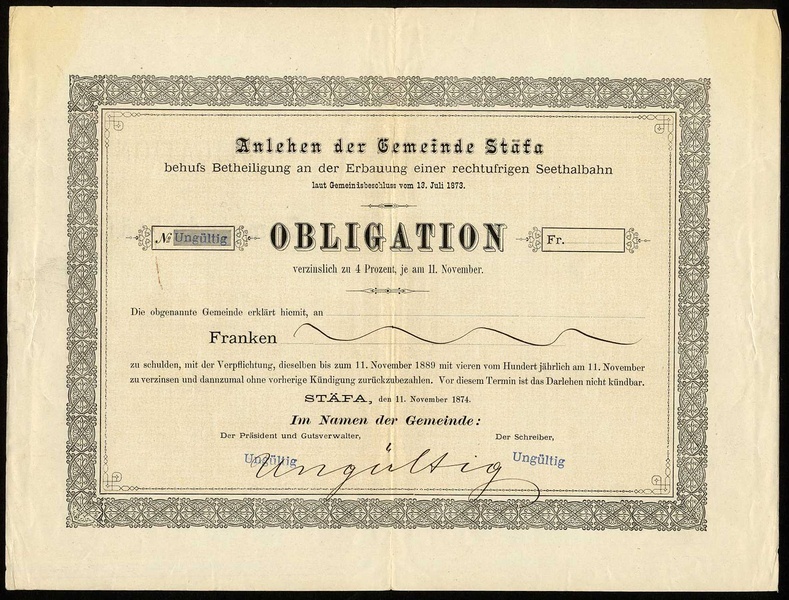 Anlehen der Gemeinde Stäfa
behufs Betheiligung an der Erbauung einer rechtufrigen Seethalbahn
laut Gemeindsbeschluss vom 13. Juli 1873.
№ Ungültig
OBLIGATION
Fr.
verzinslich zu 4 Prozent, je am 11. November.
Die obgenannte Gemeinde erklärt hiemit, an
Franken
zu schulden, mit der Verpflichtung, dieselben bis zum 11. November 1889 mit vieren vom Hundert jährlich am 11. November
zu verzinsen und dannzumal ohne vorherige Kündigung zurückzubezahlen. Vor diesem Termin ist das Darlehen nicht kündbar.
STÄFA, den 11. November 1874.
Im Namen der Gemeinde:
Der Präsident und Gutsverwalter,
Der Schreiber,
Ungültig
Ungültig
Ungültig